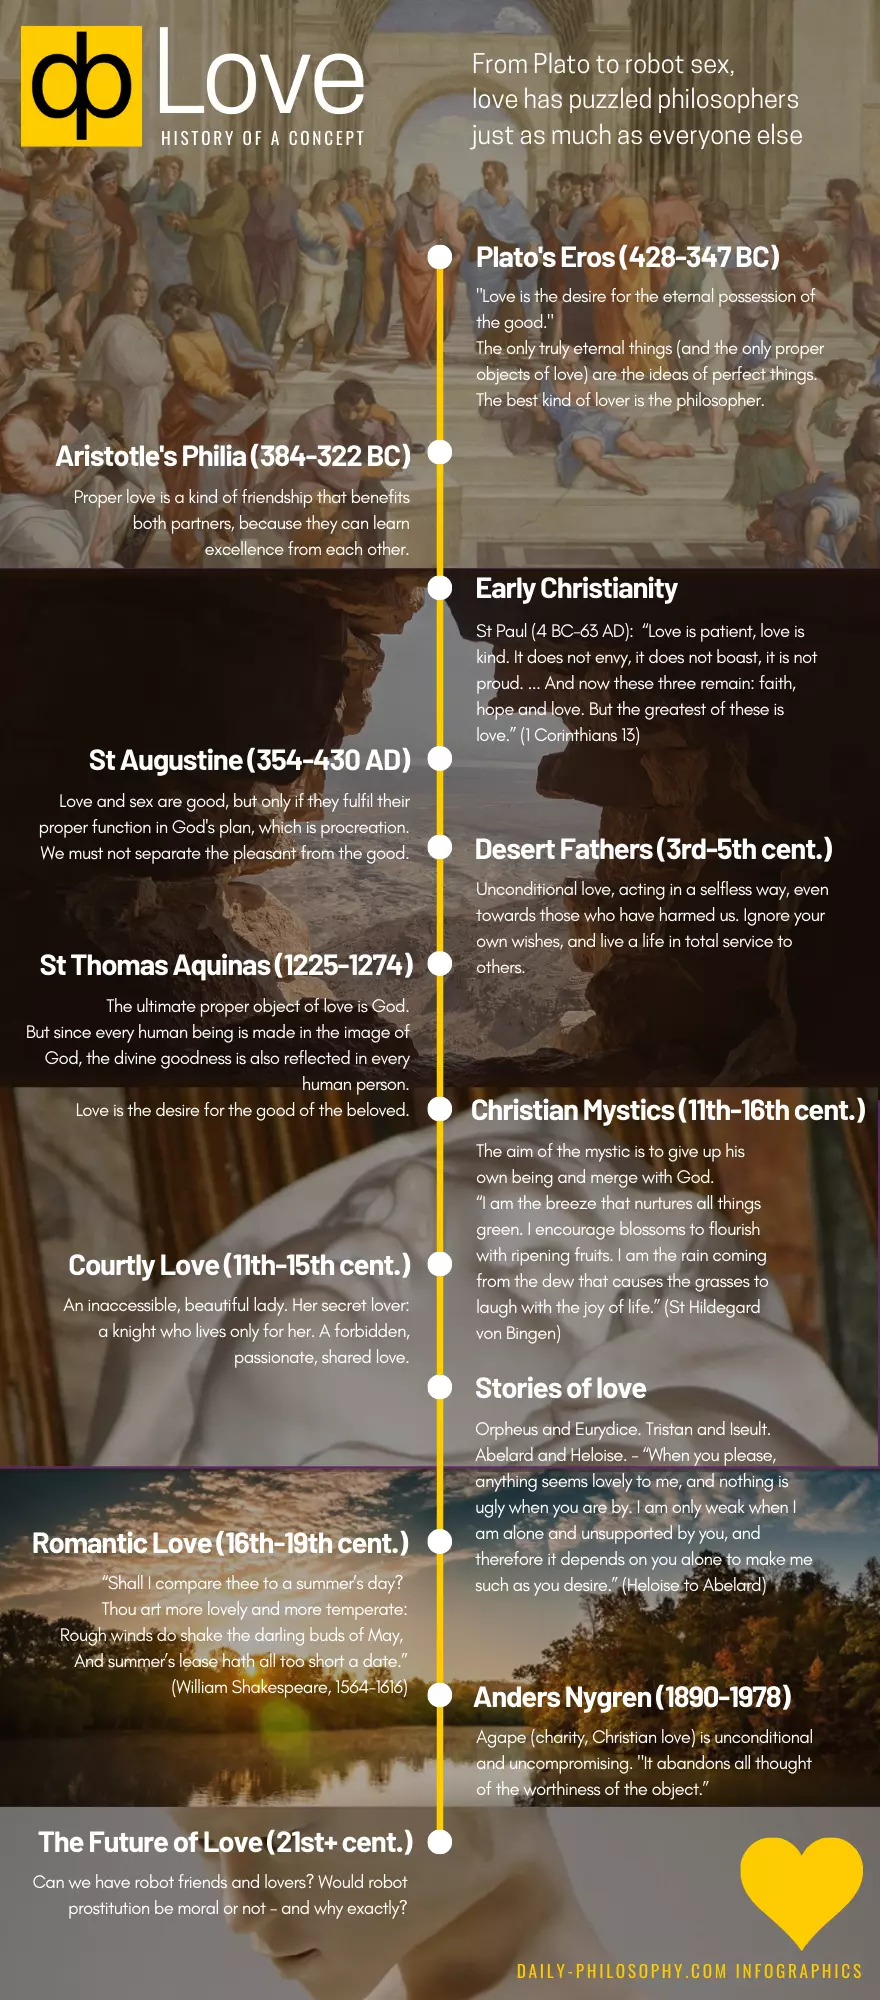 ф Love
HISTORY OF A CONCEPT
From Plato to robot sex,
love has puzzled philosophers
just as much as everyone else
Plato's Eros (428-347 BC)
"Love is the desire for the eternal possession of
the good."
The only truly eternal things (and the only proper
objects of love) are the ideas of perfect things.
The best kind of lover is the philosopher.
Aristotle's Philia (384-322 BC)
Proper love is a kind of friendship that benefits
both partners, because they can learn
excellence from each other.
Early Christianity
St Paul (4 BC-63 AD): “Love is patient, love is
kind. It does not envy, it does not boast, it is not
proud. ... And now these three remain: faith,
hope and love. But the greatest of these is
love.” (1 Corinthians 13)
St Augustine (354-430 AD)
Love and sex are good, but only if they fulfil their
proper function in God's plan, which is procreation.
We must not separate the pleasant from the good.
Desert Fathers (3rd-5th cent.)
Unconditional love, acting in a selfless way, even
towards those who have harmed us. Ignore your
own wishes, and live a life in total service to
others.
St Thomas Aquinas (1225-1274)
The ultimate proper object of love is God.
But since every human being is made in the image of
God, the divine goodness is also reflected in every
human person.
Love is the desire for the good of the beloved.
Christian Mystics (11th-16th cent.)
The aim of the mystic is to give up his
own being and merge with God.
“I am the breeze that nurtures all things
green. I encourage blossoms to flourish
with ripening fruits. I am the rain coming
from the dew that causes the grasses to
laugh with the joy of life.” (St Hildegard
von Bingen)
Courtly Love (11th-15th cent.)
An inaccessible, beautiful lady. Her secret lover:
a knight who lives only for her. A forbidden,
passionate, shared love.
Stories of love
Orpheus and Eurydice. Tristan and Iseult.
Abelard and Heloise. - “When you please,
anything seems lovely to me, and nothing is
ugly when you are by. I am only weak when I
am alone and unsupported by you, and
therefore it depends on you alone to make me
such as you desire.” (Heloise to Abelard)
Romantic Love (16th-19th cent.)
“Shall I compare thee to a summer’s day?
Thou art more lovely and more temperate:
Rough winds do shake the darling buds of May,
And summer’s lease hath all too short a date.”
(William Shakespeare, 1564-1616)
Anders Nygren (1890-1978)
Agape (charity, Christian love) is unconditional
and uncompromising. "It abandons all thought
of the worthiness of the object.”
The Future of Love (21st+ cent.)
Can we have robot friends and lovers? Would robot
prostitution be moral or not - and why exactly?
DAILY-PHILOSOPHY.COM INFOGRAPHICS